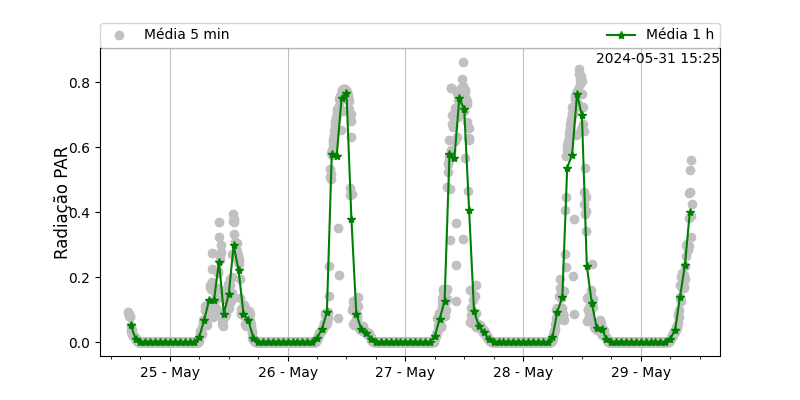 Média 5 min
Média 1 h
2024-05-31 15:25
Radiação PAR
0.8
0.6
0.4
0.2
0.0
25 - May
26 - May
27 - May
28 - May
29 - May